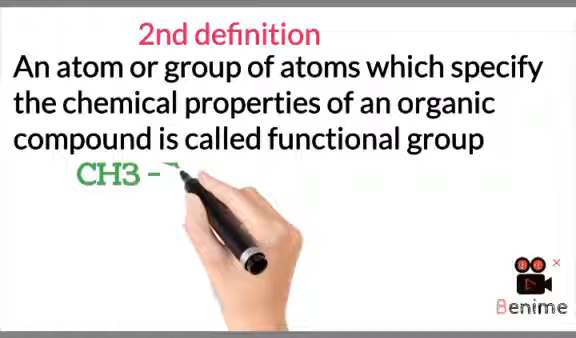 2nd definition
An atom or group of atoms which specify
the chemical properties of an organic
compound is called functional group
CH3 -
Benime